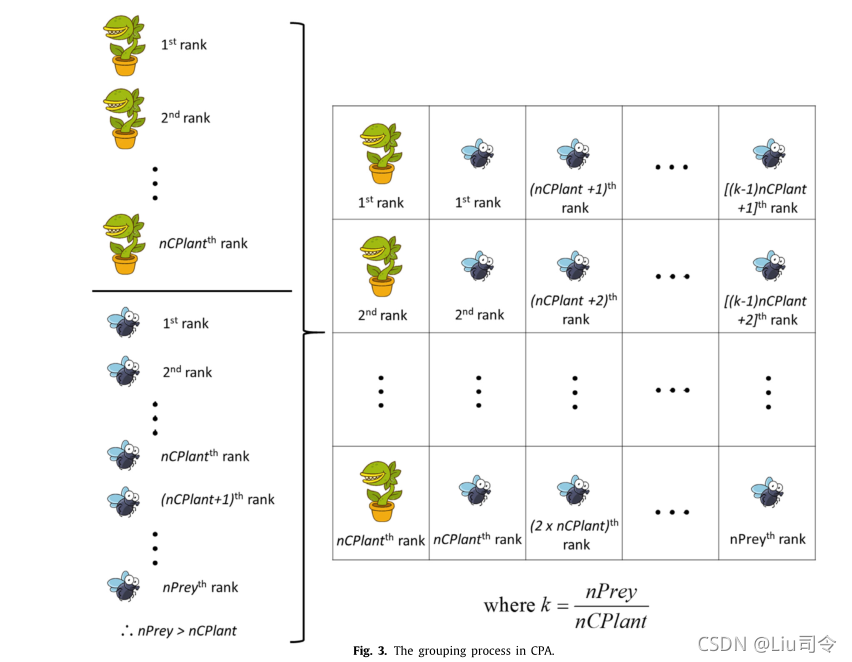 1st rank
2nd rank
nCPlantth rank
1st rank
2nd rank
nCPlantth rank
(nCPlant+1)th rank
nPreyth rank
∴ nPrey > nCPlant
1st rank
1st rank
(nCPlant +1)th
rank
[(k-1)nCPlant
+1]th rank
2nd rank
2nd rank
(nCPlant +2)th
rank
[(k-1)nCPlant
+2]th rank
nCPlantth rank
nCPlantth rank
(2 x nCPlant)th
rank
nPreyth rank
where k = nPrey
nCPlant
Fig. 3. The grouping process in CPA.
CSDN @Liu司令